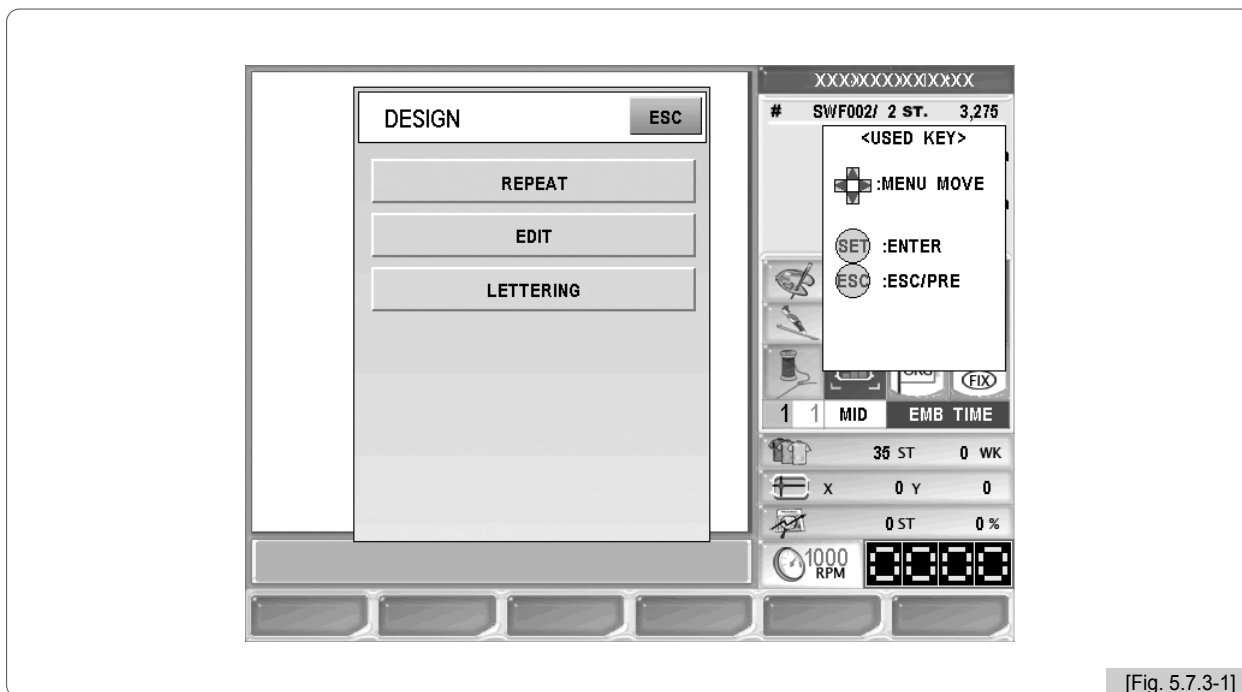 DESIGN
ESC
REPEAT
EDIT
LETTERING
# SWF002/ 2 ST. 3,275
<USED KEY>
:MENU MOVE
SET :ENTER
ESC :ESC/PRE
FIX
1 1 MID EMB TIME
35 ST 0 WK
X 0 Y 0
0 ST 0 %
1000
RPM
[Fig. 5.7.3-1]